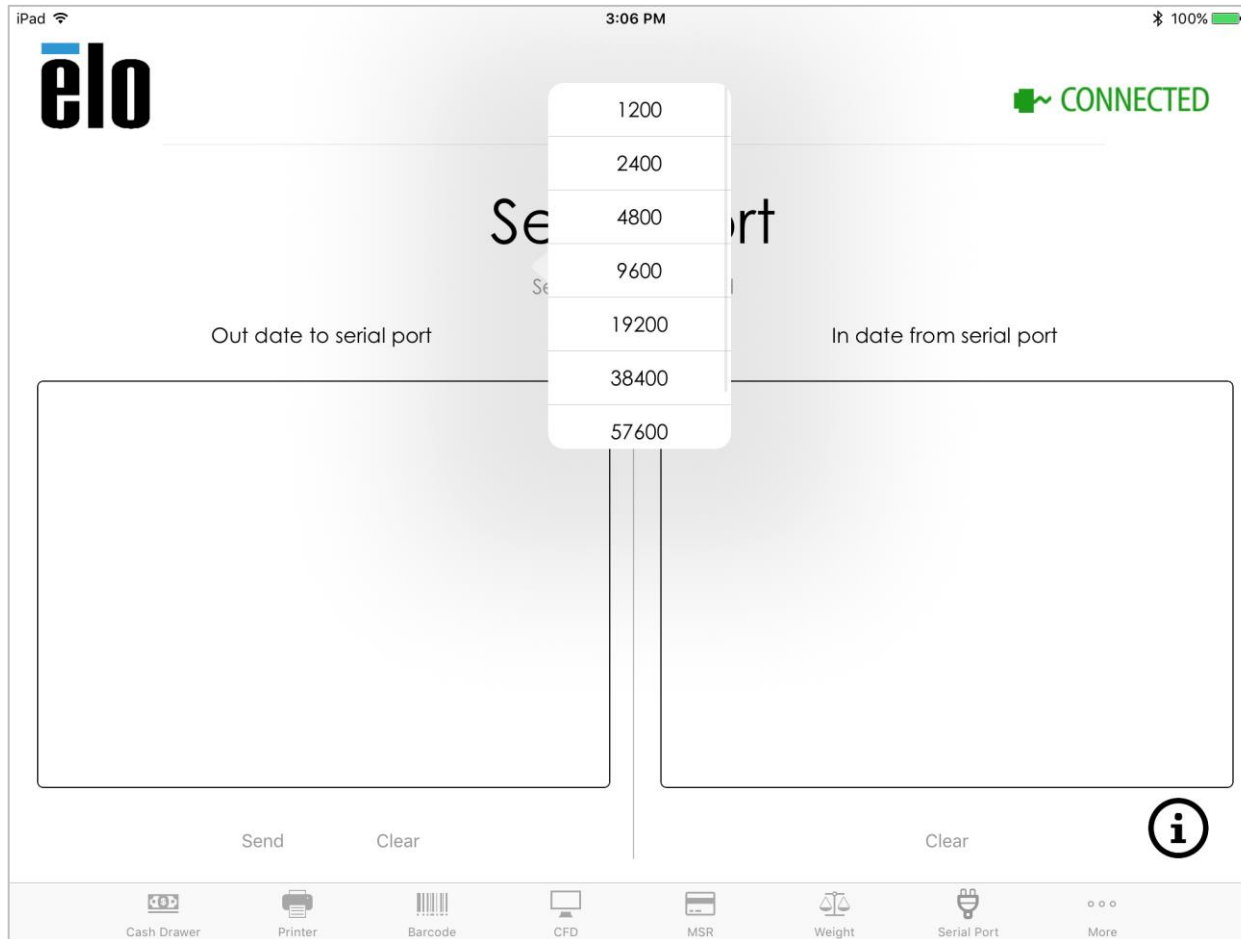 iPad 3:06 PM 100%
elo
CONNECTED
1200
2400
4800
9600
19200
38400
57600
Se rt
Se
Out date to serial port In date from serial port
Send Clear Clear
i
Cash Drawer Printer Barcode CFD MSR Weight Serial Port More